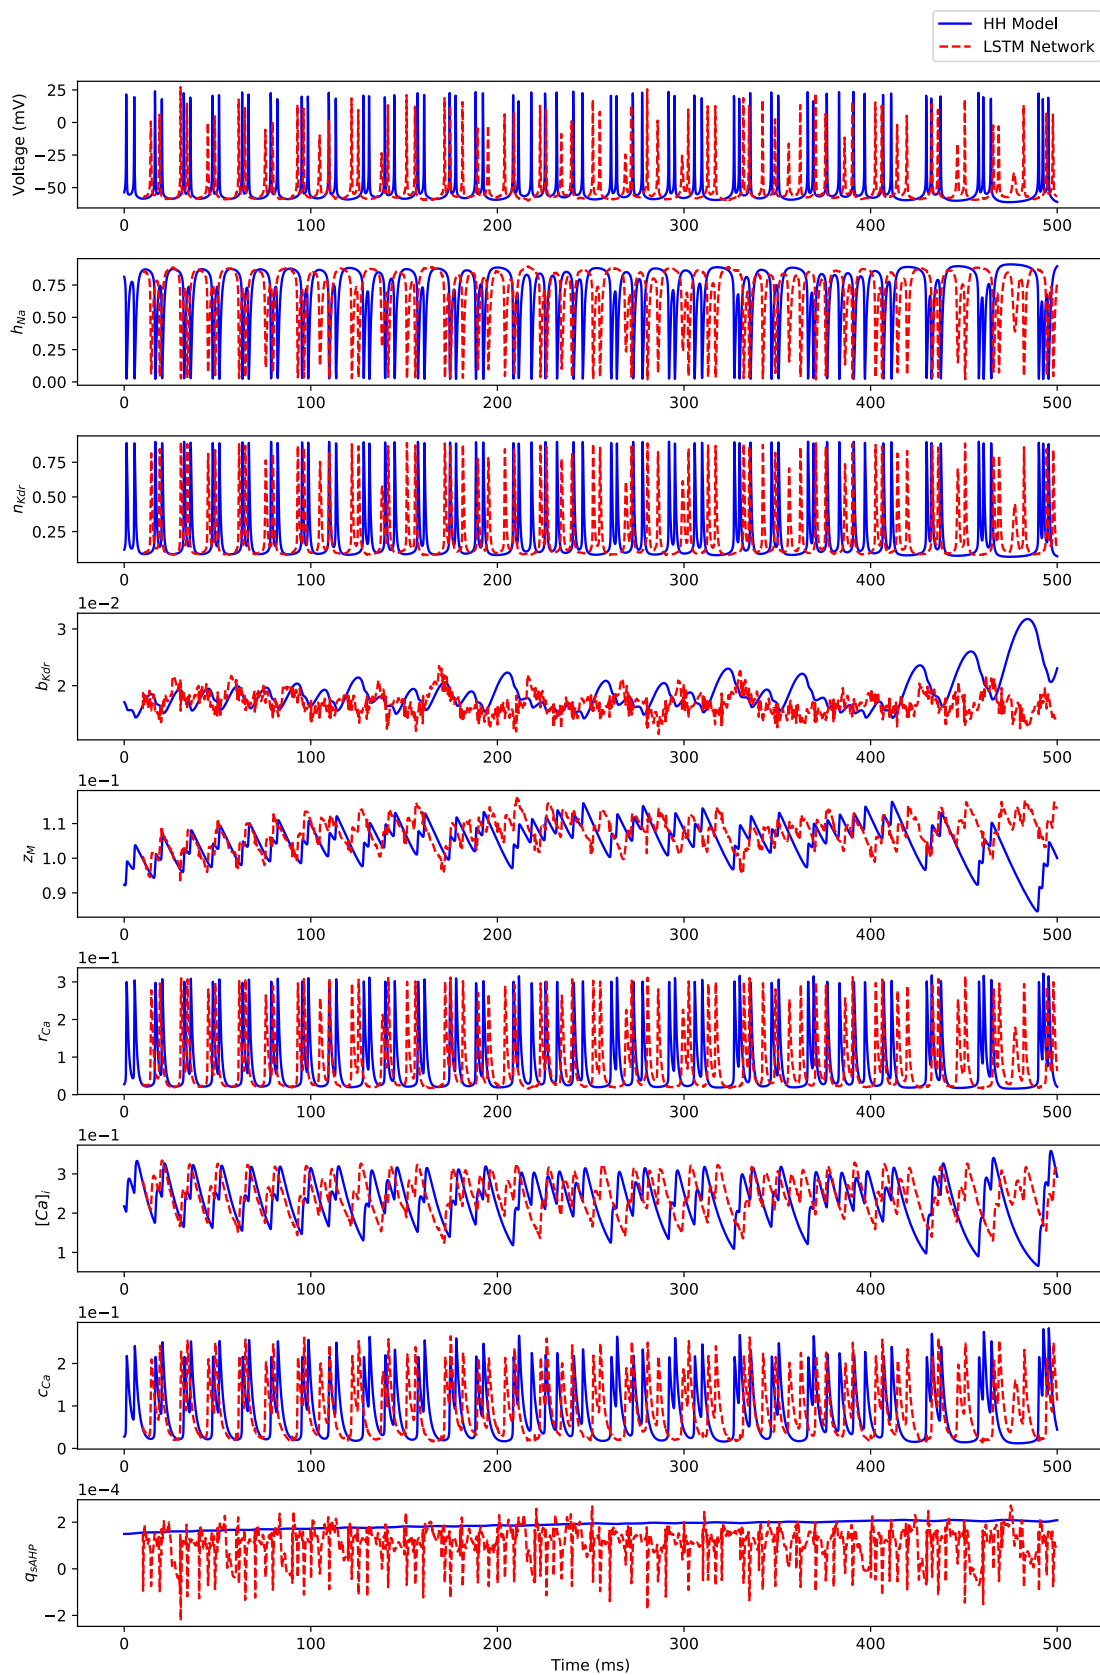 HH Model
LSTM Network
Voltage (mV)
25
0
−25
−50
0 100 200 300 400 500
h_Na
0.75
0.50
0.25
0.00
0 100 200 300 400 500
n_Kdr
0.75
0.50
0.25
0 100 200 300 400 500
1e−2
b_Kdr
3
2
0 100 200 300 400 500
1e−1
z_M
1.1
1.0
0.9
0 100 200 300 400 500
1e−1
r_Ca
3
2
1
0
0 100 200 300 400 500
1e−1
[Ca]_i
3
2
1
0 100 200 300 400 500
1e−1
c_Ca
2
1
0
0 100 200 300 400 500
1e−4
q_sAHP
2
0
−2
0 100 200 300 400 500
Time (ms)